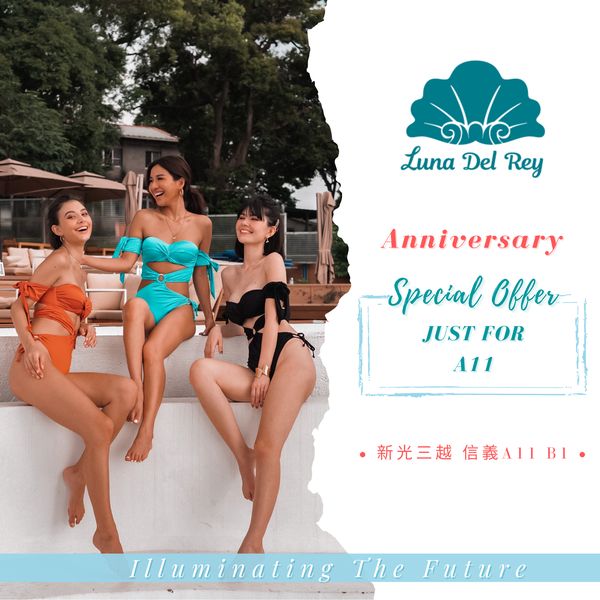 Luna Del Rey
Anniversary
Special Offer
JUST FOR
A11
• 新光三越 信義A11 B1 •
Illuminating The Future